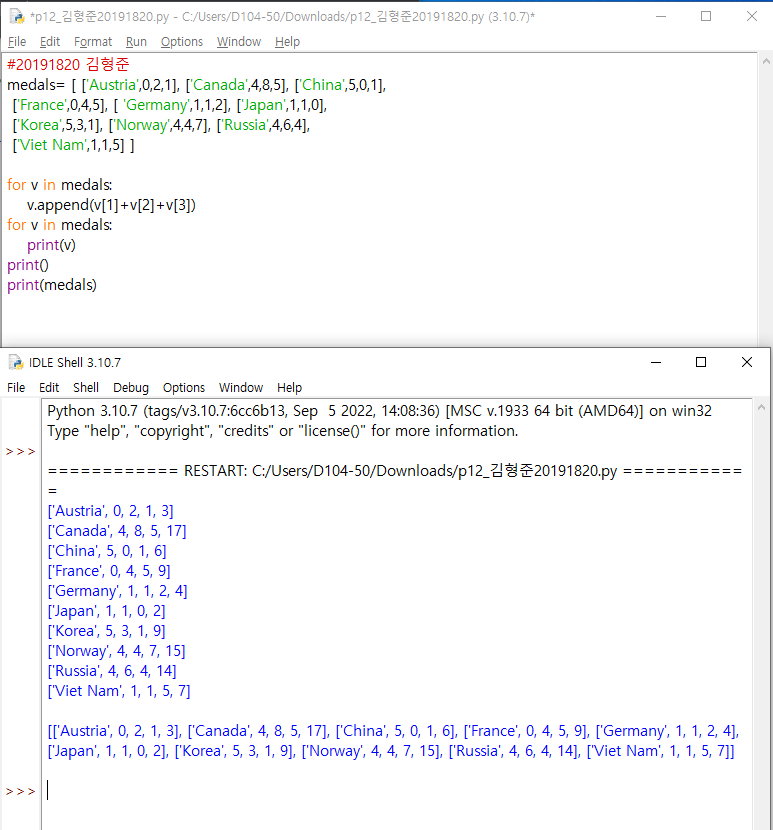 *p12_김형준20191820.py - C:/Users/D104-50/Downloads/p12_김형준20191820.py (3.10.7)*
File Edit Format Run Options Window Help
#20191820 김형준
medals= [ ['Austria',0,2,1], ['Canada',4,8,5], ['China',5,0,1],
['France',0,4,5], [ 'Germany',1,1,2], ['Japan',1,1,0],
['Korea',5,3,1], ['Norway',4,4,7], ['Russia',4,6,4],
['Viet Nam',1,1,5] ]
for v in medals:
v.append(v[1]+v[2]+v[3])
for v in medals:
print(v)
print()
print(medals)
IDLE Shell 3.10.7
File Edit Shell Debug Options Window Help
Python 3.10.7 (tags/v3.10.7:6cc6b13, Sep  5 2022, 14:08:36) [MSC v.1933 64 bit (AMD64)] on win32
Type "help", "copyright", "credits" or "license()" for more information.
>>>
============ RESTART: C:/Users/D104-50/Downloads/p12_김형준20191820.py ============
=
['Austria', 0, 2, 1, 3]
['Canada', 4, 8, 5, 17]
['China', 5, 0, 1, 6]
['France', 0, 4, 5, 9]
['Germany', 1, 1, 2, 4]
['Japan', 1, 1, 0, 2]
['Korea', 5, 3, 1, 9]
['Norway', 4, 4, 7, 15]
['Russia', 4, 6, 4, 14]
['Viet Nam', 1, 1, 5, 7]
[['Austria', 0, 2, 1, 3], ['Canada', 4, 8, 5, 17], ['China', 5, 0, 1, 6], ['France', 0, 4, 5, 9], ['Germany', 1, 1, 2, 4],
['Japan', 1, 1, 0, 2], ['Korea', 5, 3, 1, 9], ['Norway', 4, 4, 7, 15], ['Russia', 4, 6, 4, 14], ['Viet Nam', 1, 1, 5, 7]]
>>>